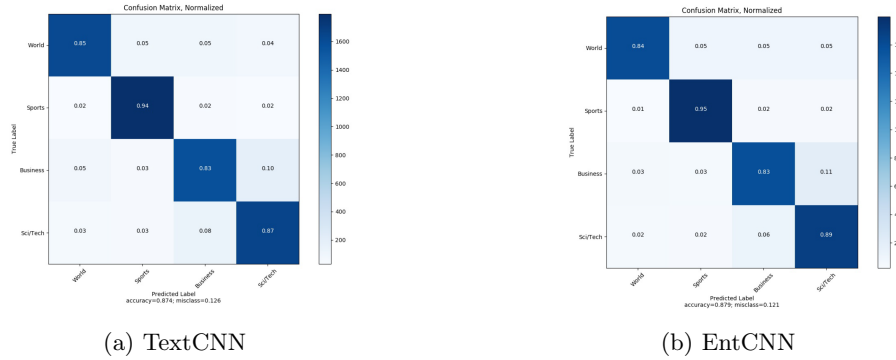 Confusion Matrix, Normalized
World 0.85 0.05 0.05 0.04
Sports 0.02 0.94 0.02 0.02
Business 0.05 0.03 0.83 0.10
Sci/Tech 0.03 0.03 0.08 0.87
True Label
World Sports Business Sci/Tech
Predicted Label
accuracy=0.874; misclass=0.126
1600
1400
1200
1000
800
600
400
200
(a) TextCNN
Confusion Matrix, Normalized
World 0.84 0.05 0.05 0.05
Sports 0.01 0.95 0.02 0.02
Business 0.03 0.03 0.83 0.11
Sci/Tech 0.02 0.02 0.06 0.89
True Label
World Sports Business Sci/Tech
Predicted Label
accuracy=0.879; misclass=0.121
(b) EntCNN